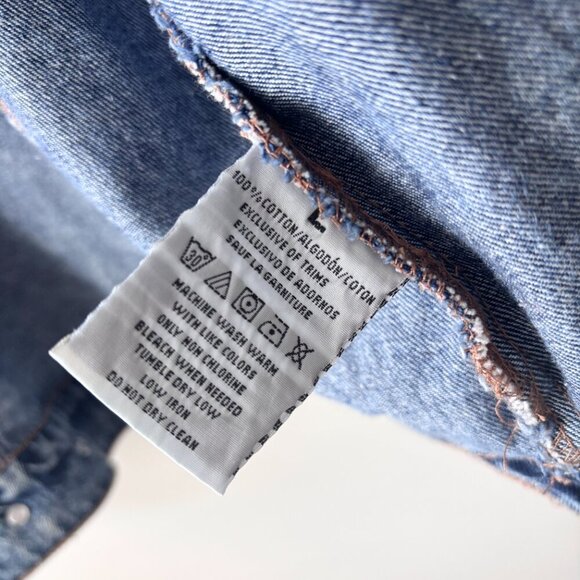 L
100% COTTON/ALGODÓN/COTON
EXCLUSIVE OF TRIMS
EXCLUSIVO DE ADORNOS
SAUF LA GARNITURE
30
MACHINE WASH WARM
WITH LIKE COLORS
ONLY NON CHLORINE
BLEACH WHEN NEEDED
TUMBLE DRY LOW
LOW IRON
DO NOT DRY CLEAN